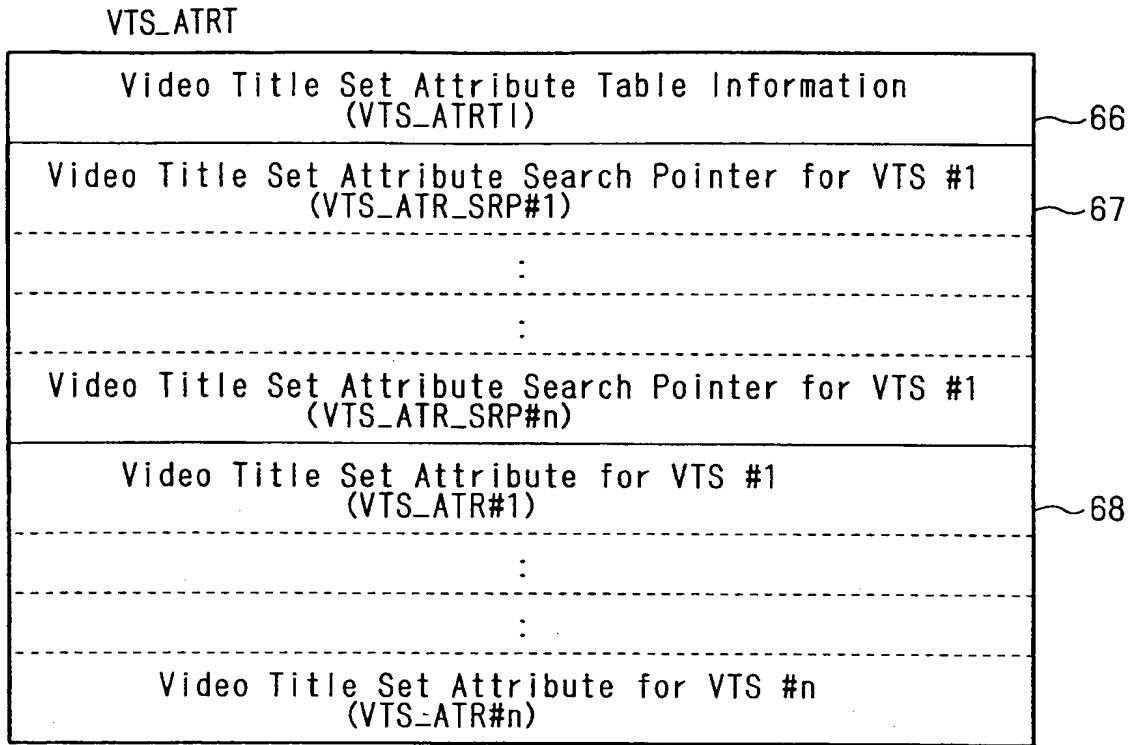 VTS_ATRT
Video Title Set Attribute Table Information
(VTS_ATRTI)
66
Video Title Set Attribute Search Pointer for VTS #1
(VTS_ATR_SRP#1)
67
:
:
Video Title Set Attribute Search Pointer for VTS #1
(VTS_ATR_SRP#n)
Video Title Set Attribute for VTS #1
(VTS_ATR#1)
68
:
:
Video Title Set Attribute for VTS #n
(VTS_ATR#n)